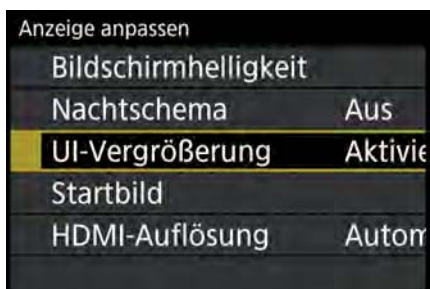 Anzeige anpassen
Bildschirmhelligkeit
Nachtschema Aus
UI-Vergrößerung Aktivie
Startbild
HDMI-Auflösung Autom